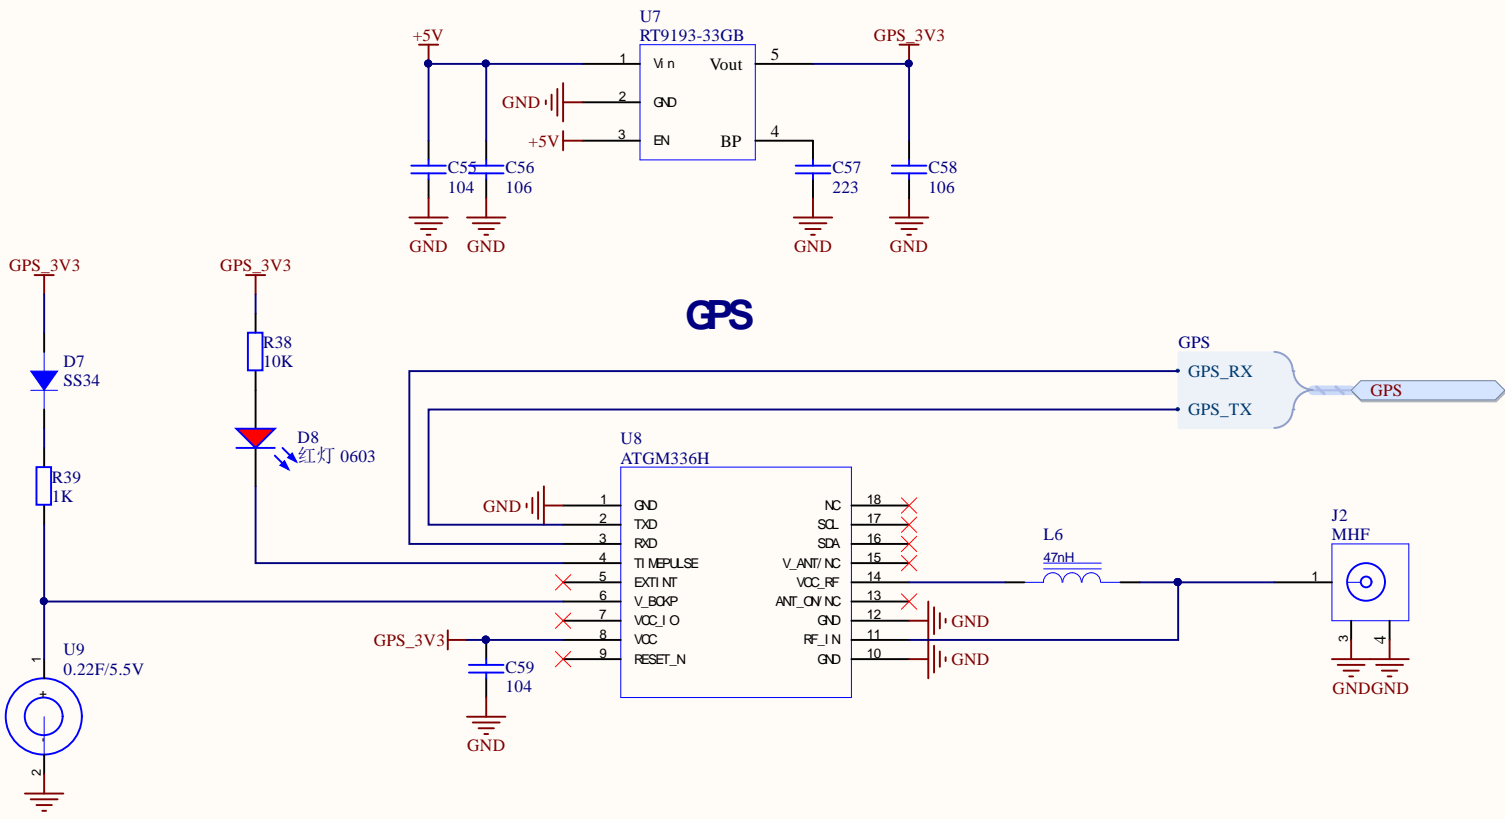 U7
RT9193-33GB
+5V
GPS_3V3
1
Vin
Vout
5
GND
2
GND
+5V
3
EN
BP
4
C55
104
C56
106
C57
223
C58
106
GND
GND
GND
GND
GPS_3V3
GPS_3V3
GPS
R38
10K
D7
SS34
GPS
GPS_RX
GPS_TX
GPS
D8
红灯 0603
R39
1K
U8
ATGM336H
GND
1
GND
NC
18
2
TXD
SCL
17
3
RXD
SDA
16
4
TIMEPULSE
V_ANT/NC
15
5
EXTINT
VCC_RF
14
6
V_BCKP
ANT_ON/NC
13
7
VCC_IO
GND
12
GND
GPS_3V3
8
VCC
RF_IN
11
9
RESET_N
GND
10
GND
L6
47nH
J2
MHF
1
3
4
GND
GND
C59
104
GND
U9
0.22F/5.5V
1
+
-
2